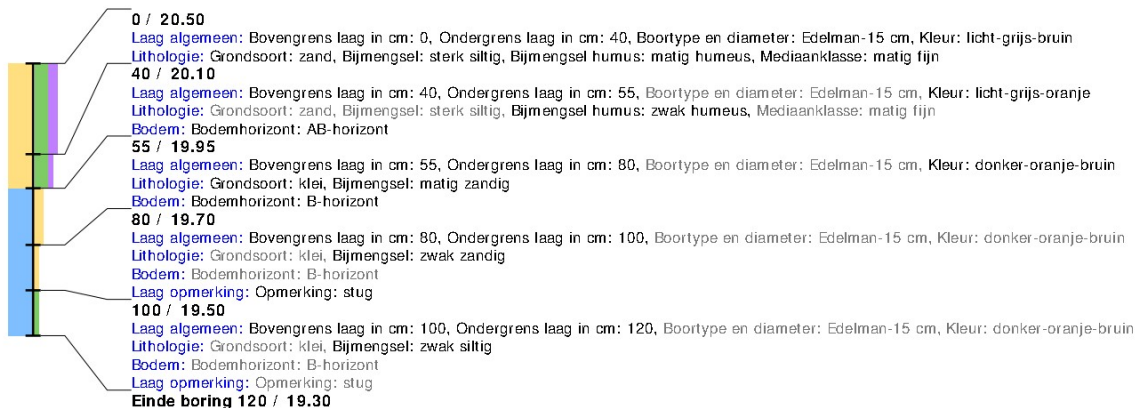 0 / 20.50
Laag algemeen: Bovengrens laag in cm: 0, Ondergrens laag in cm: 40, Boortype en diameter: Edelman-15 cm, Kleur: licht-grijs-bruin
Lithologie: Grondsoort: zand, Bijmengsel: sterk siltig, Bijmengsel humus: matig humeus, Mediaanklasse: matig fijn
40 / 20.10
Laag algemeen: Bovengrens laag in cm: 40, Ondergrens laag in cm: 55, Boortype en diameter: Edelman-15 cm, Kleur: licht-grijs-oranje
Lithologie: Grondsoort: zand, Bijmengsel: sterk siltig, Bijmengsel humus: zwak humeus, Mediaanklasse: matig fijn
Bodem: Bodemhorizont: AB-horizont
55 / 19.95
Laag algemeen: Bovengrens laag in cm: 55, Ondergrens laag in cm: 80, Boortype en diameter: Edelman-15 cm, Kleur: donker-oranje-bruin
Lithologie: Grondsoort: klei, Bijmengsel: matig zandig
Bodem: Bodemhorizont: B-horizont
80 / 19.70
Laag algemeen: Bovengrens laag in cm: 80, Ondergrens laag in cm: 100, Boortype en diameter: Edelman-15 cm, Kleur: donker-oranje-bruin
Lithologie: Grondsoort: klei, Bijmengsel: zwak zandig
Bodem: Bodemhorizont: B-horizont
Laag opmerking: Opmerking: stug
100 / 19.50
Laag algemeen: Bovengrens laag in cm: 100, Ondergrens laag in cm: 120, Boortype en diameter: Edelman-15 cm, Kleur: donker-oranje-bruin
Lithologie: Grondsoort: klei, Bijmengsel: zwak siltig
Bodem: Bodemhorizont: B-horizont
Laag opmerking: Opmerking: stug
Einde boring 120 / 19.30